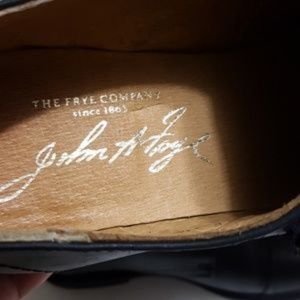 THE FRYE COMPANY
since 1863
John A Frye